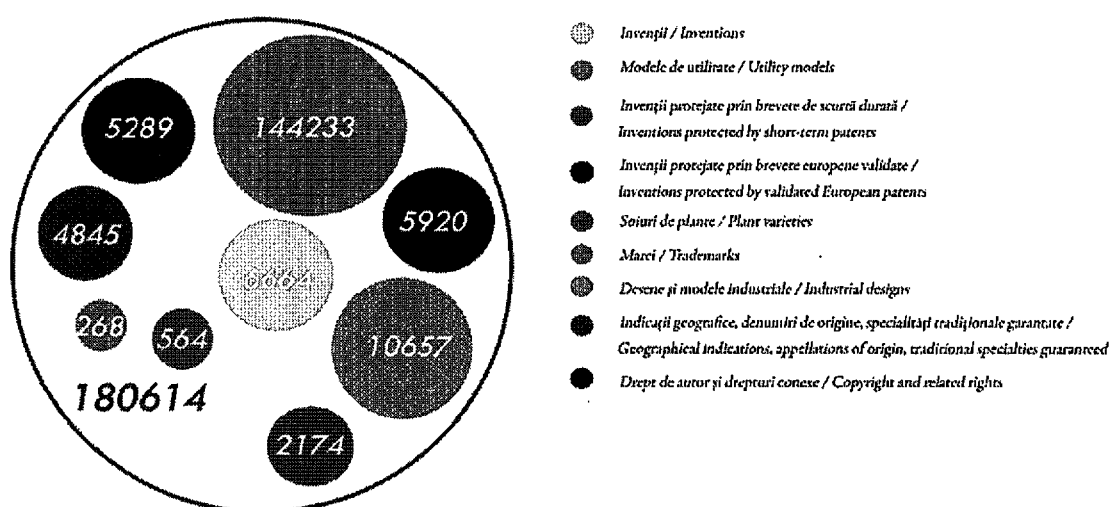 5289
144233
4845
5920
6664
268
564
10657
180614
2174
Invenții / Inventions
Modele de utilitate / Utility models
Invenții protejate prin brevete de scurtă durată /
Inventions protected by short-term patents
Invenții protejate prin brevete europene validate /
Inventions protected by validated European patents
Soiuri de plante / Plant varieties
Marci / Trademarks
Desene și modele industriale / Industrial designs
Indicații geografice, denumiri de origine, specialități tradiționale garantate /
Geographical indications, appellations of origin, traditional specialties guaranteed
Drept de autor și drepturi conexe / Copyright and related rights